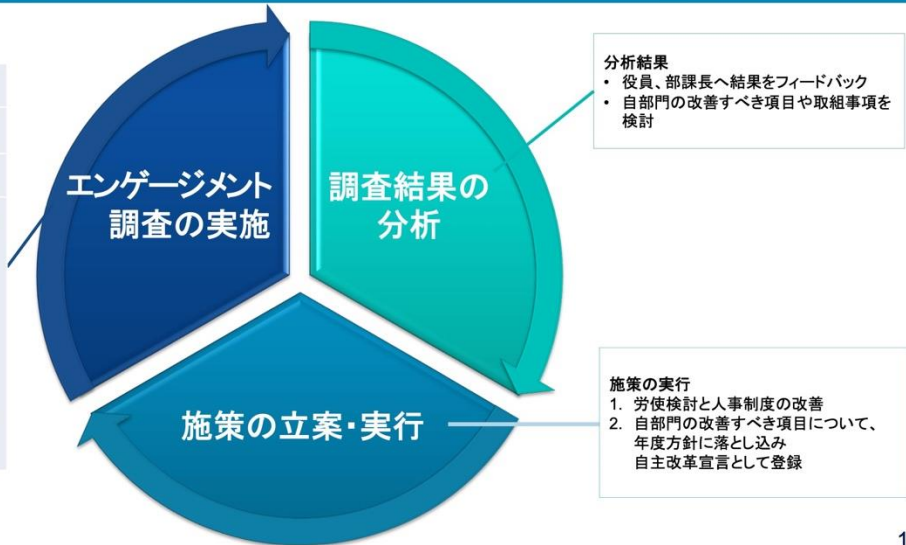 エンゲージメント
調査の実施
調査結果の
分析
施策の立案・実行
分析結果
• 役員、部課長へ結果をフィードバック
• 自部門の改善すべき項目や取組事項を
検討
施策の実行
1. 労使検討と人事制度の改善
2. 自部門の改善すべき項目について、
年度方針に落とし込み
自主改革宣言として登録
1